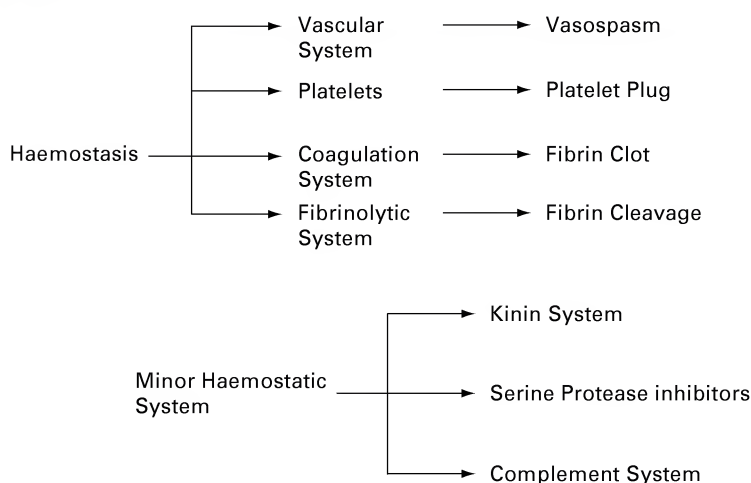 Vascular
System
Vasospasm
Platelets
Platelet Plug
Haemostasis
Coagulation
System
Fibrin Clot
Fibrinolytic
System
Fibrin Cleavage
Kinin System
Minor Haemostatic
System
Serine Protease inhibitors
Complement System